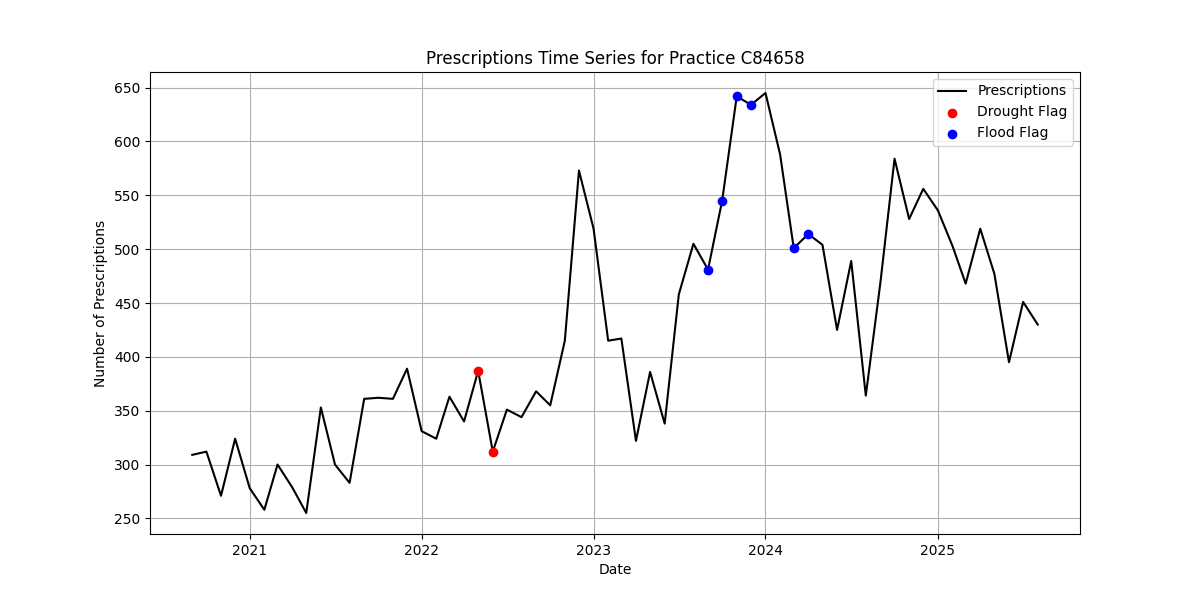 Prescriptions Time Series for Practice C84658
Number of Prescriptions
650
600
550
500
450
400
350
300
250
Prescriptions
Drought Flag
Flood Flag
2021
2022
2023
2024
2025
Date